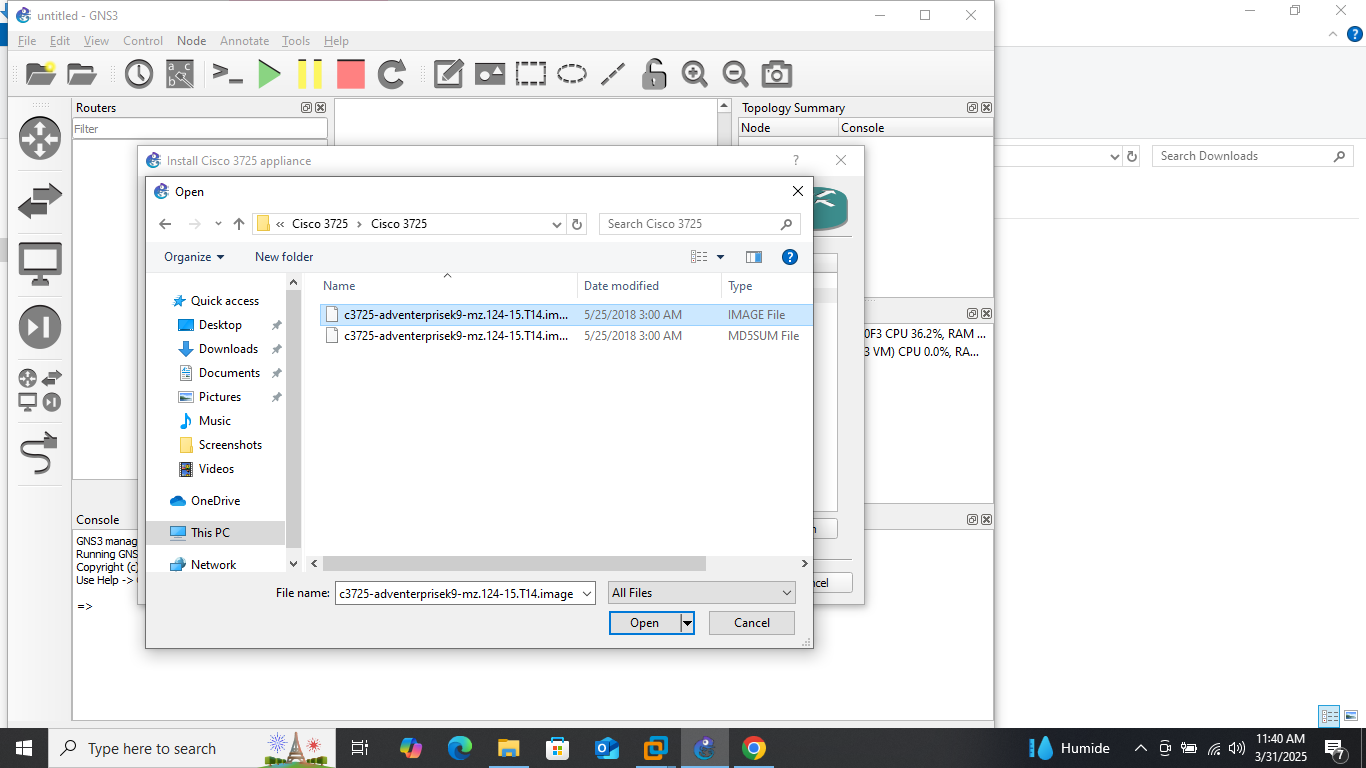 untitled - GNS3
File Edit View Control Node Annotate Tools Help
Routers
Filter
Topology Summary
Node Console
Search Downloads
Install Cisco 3725 appliance
?
Open
« Cisco 3725 › Cisco 3725
Search Cisco 3725
Organize
New folder
Name Date modified Type
c3725-adventerprisek9-mz.124-15.T14.im... 5/25/2018 3:00 AM IMAGE File
c3725-adventerprisek9-mz.124-15.T14.im... 5/25/2018 3:00 AM MD5SUM File
Quick access
Desktop
Downloads
Documents
Pictures
Music
Screenshots
Videos
OneDrive
This PC
Network
0F3 CPU 36.2%, RAM ...
3 VM) CPU 0.0%, RA...
Console
GNS3 manag
Running GNS
Copyright (c)
Use Help ->
=>
File name: c3725-adventerprisek9-mz.124-15.T14.image
All Files
Open
Cancel
ncel
Type here to search
Humide
11:40 AM
3/31/2025
7